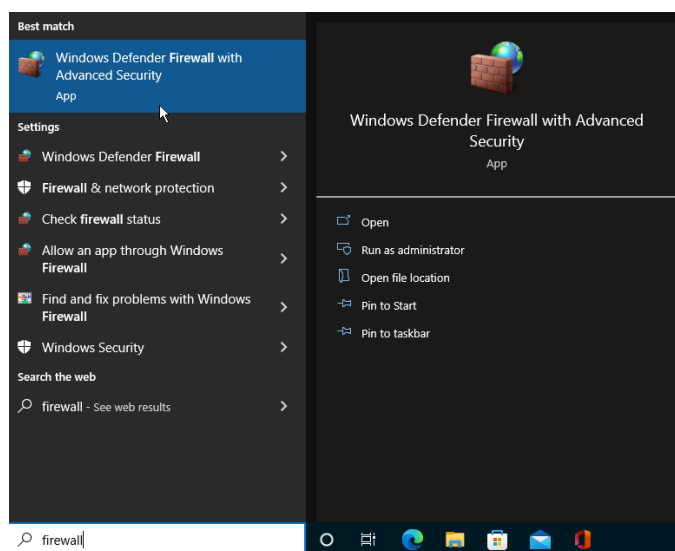 Best match
Windows Defender Firewall with
Advanced Security
App
Settings
Windows Defender Firewall
Firewall & network protection
Check firewall status
Allow an app through Windows
Firewall
Find and fix problems with Windows
Firewall
Windows Security
Search the web
firewall - See web results
firewall
Windows Defender Firewall with Advanced
Security
App
Open
Run as administrator
Open file location
Pin to Start
Pin to taskbar